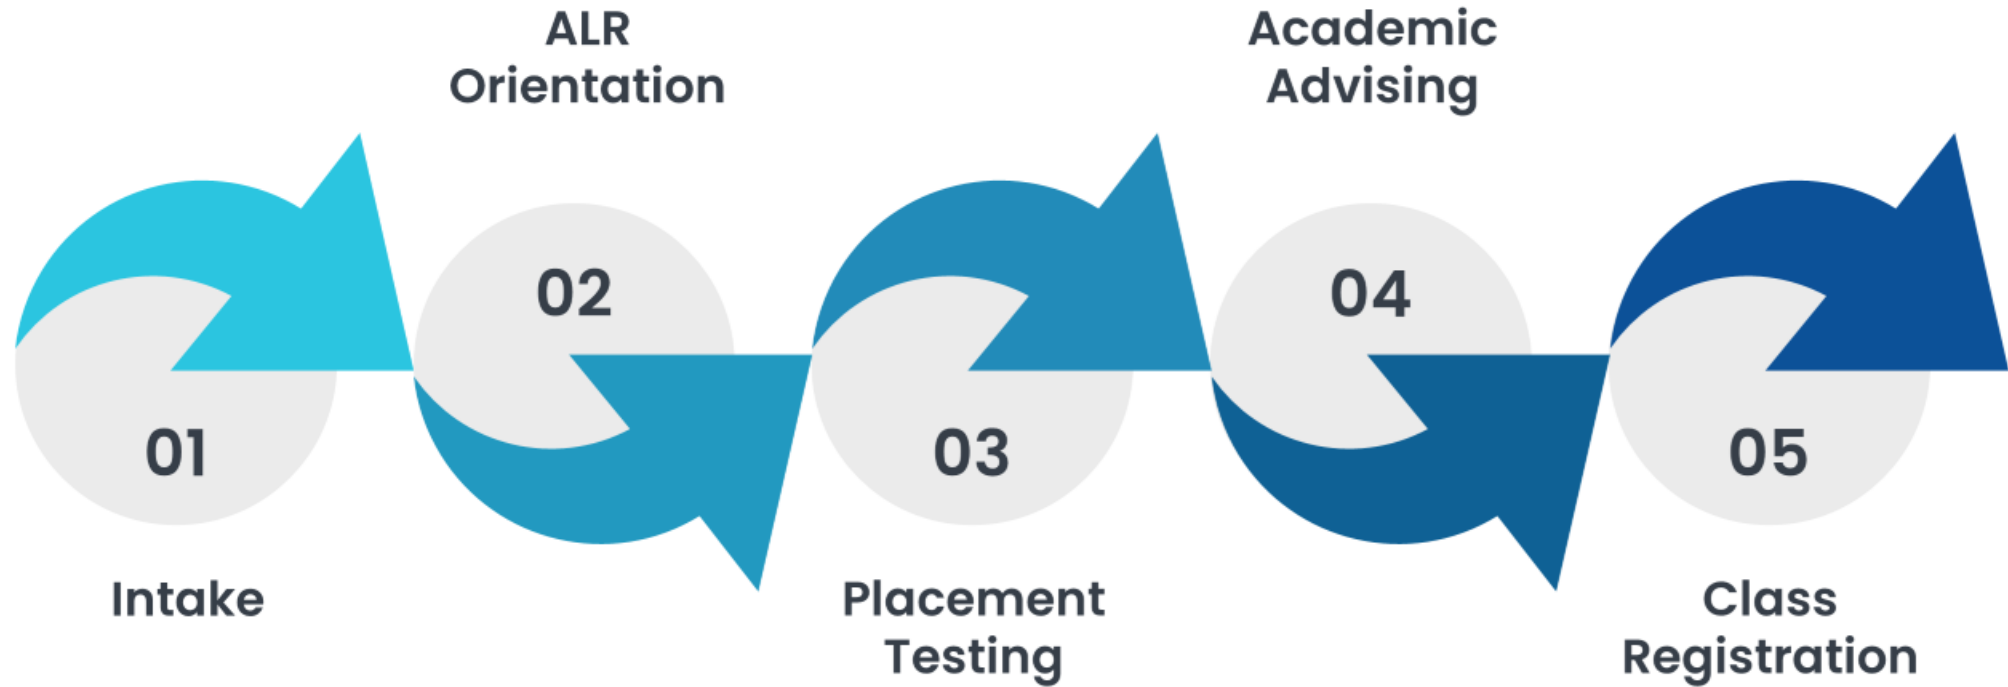 01
Intake
ALR
Orientation
02
03
Placement
Testing
Academic
Advising
04
05
Class
Registration